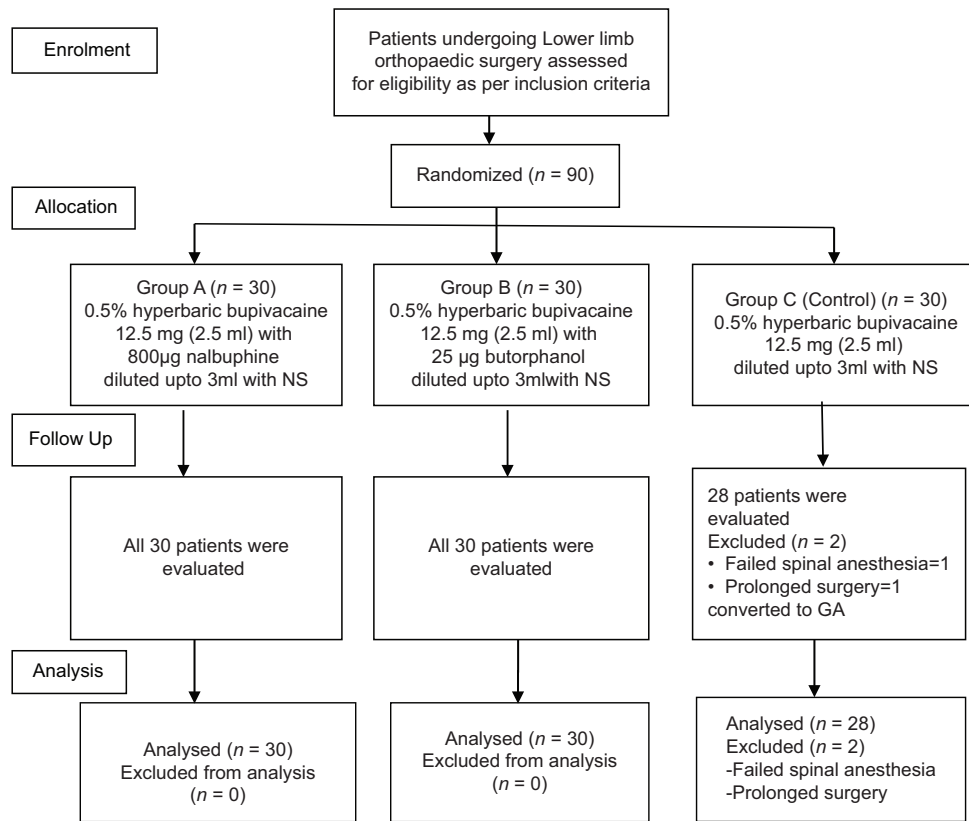 Enrolment
Patients undergoing Lower limb
orthopaedic surgery assessed
for eligibility as per inclusion criteria
Randomized (n = 90)
Allocation
Group A (n = 30)
0.5% hyperbaric bupivacaine
12.5 mg (2.5 ml) with
800µg nalbuphine
diluted upto 3ml with NS
Group B (n = 30)
0.5% hyperbaric bupivacaine
12.5 mg (2.5 ml) with
25 µg butorphanol
diluted upto 3mlwith NS
Group C (Control) (n = 30)
0.5% hyperbaric bupivacaine
12.5 mg (2.5 ml)
diluted upto 3ml with NS
Follow Up
All 30 patients were
evaluated
All 30 patients were
evaluated
28 patients were
evaluated
Excluded (n = 2)
• Failed spinal anesthesia=1
• Prolonged surgery=1
converted to GA
Analysis
Analysed (n = 30)
Excluded from analysis
(n = 0)
Analysed (n = 30)
Excluded from analysis
(n = 0)
Analysed (n = 28)
Excluded (n = 2)
-Failed spinal anesthesia
-Prolonged surgery